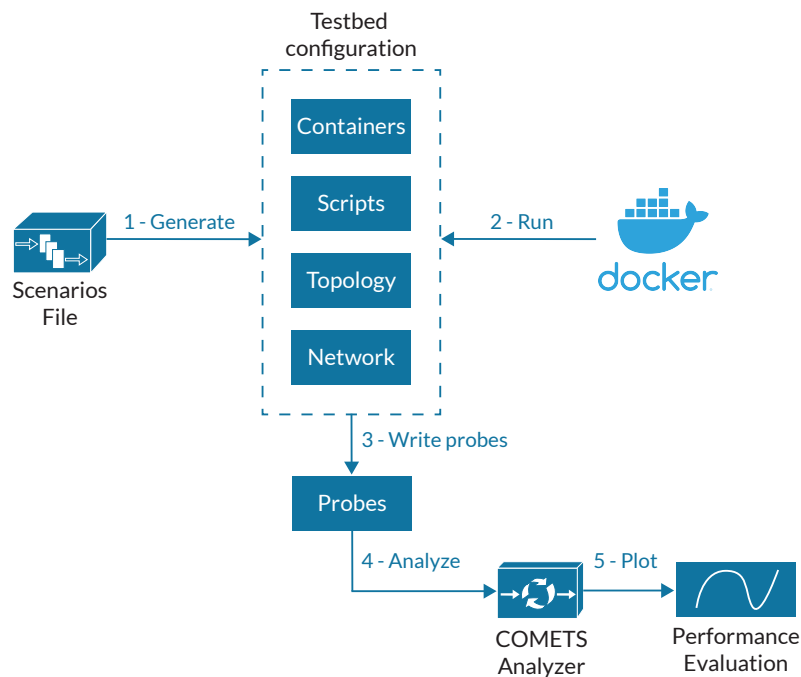 Testbed
configuration
Containers
Scripts
Topology
Network
1 - Generate
2 - Run
Scenarios
File
docker
3 - Write probes
Probes
4 - Analyze
5 - Plot
COMETS
Analyzer
Performance
Evaluation